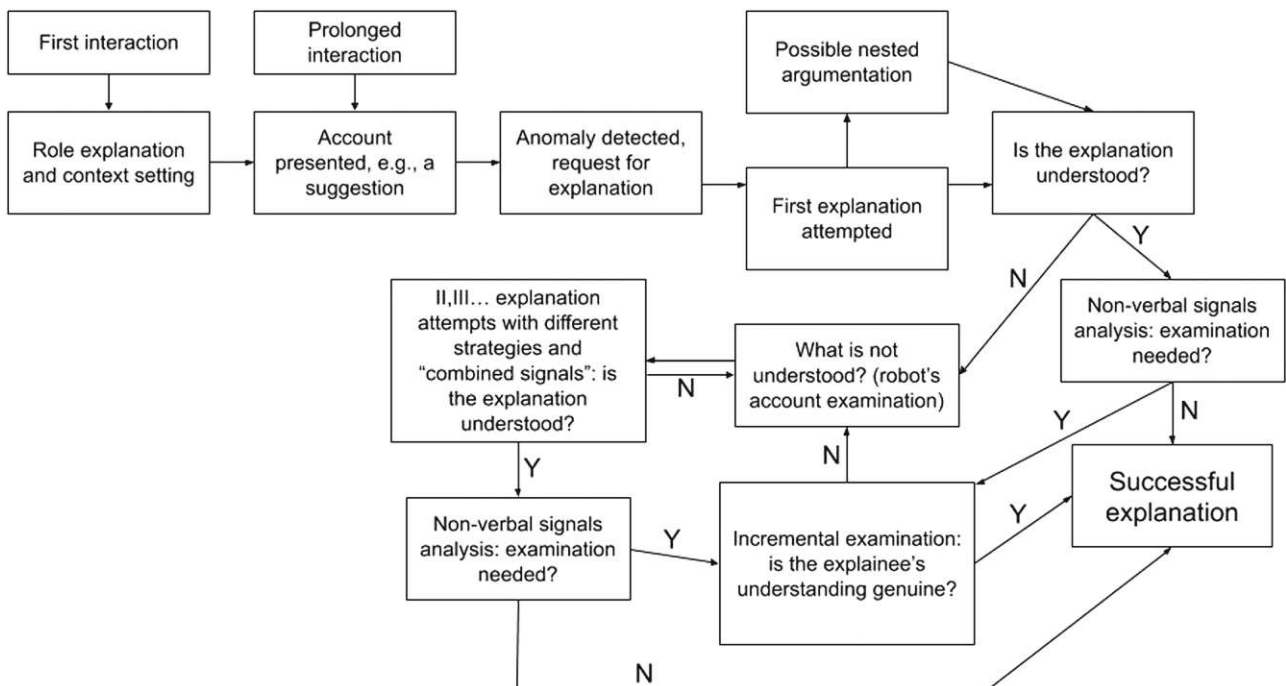 First interaction
Prolonged
interaction
Possible nested
argumentation
Role explanation
and context setting
Account
presented, e.g., a
suggestion
Anomaly detected,
request for
explanation
First explanation
attempted
Is the explanation
understood?
Y
N
II,III... explanation
attempts with different
strategies and
“combined signals”: is
the explanation
understood?
N
What is not
understood? (robot’s
account examination)
Non-verbal signals
analysis: examination
needed?
Y
N
Y
N
Successful
explanation
Non-verbal signals
analysis: examination
needed?
Y
Incremental examination:
is the explainee’s
understanding genuine?
Y
N